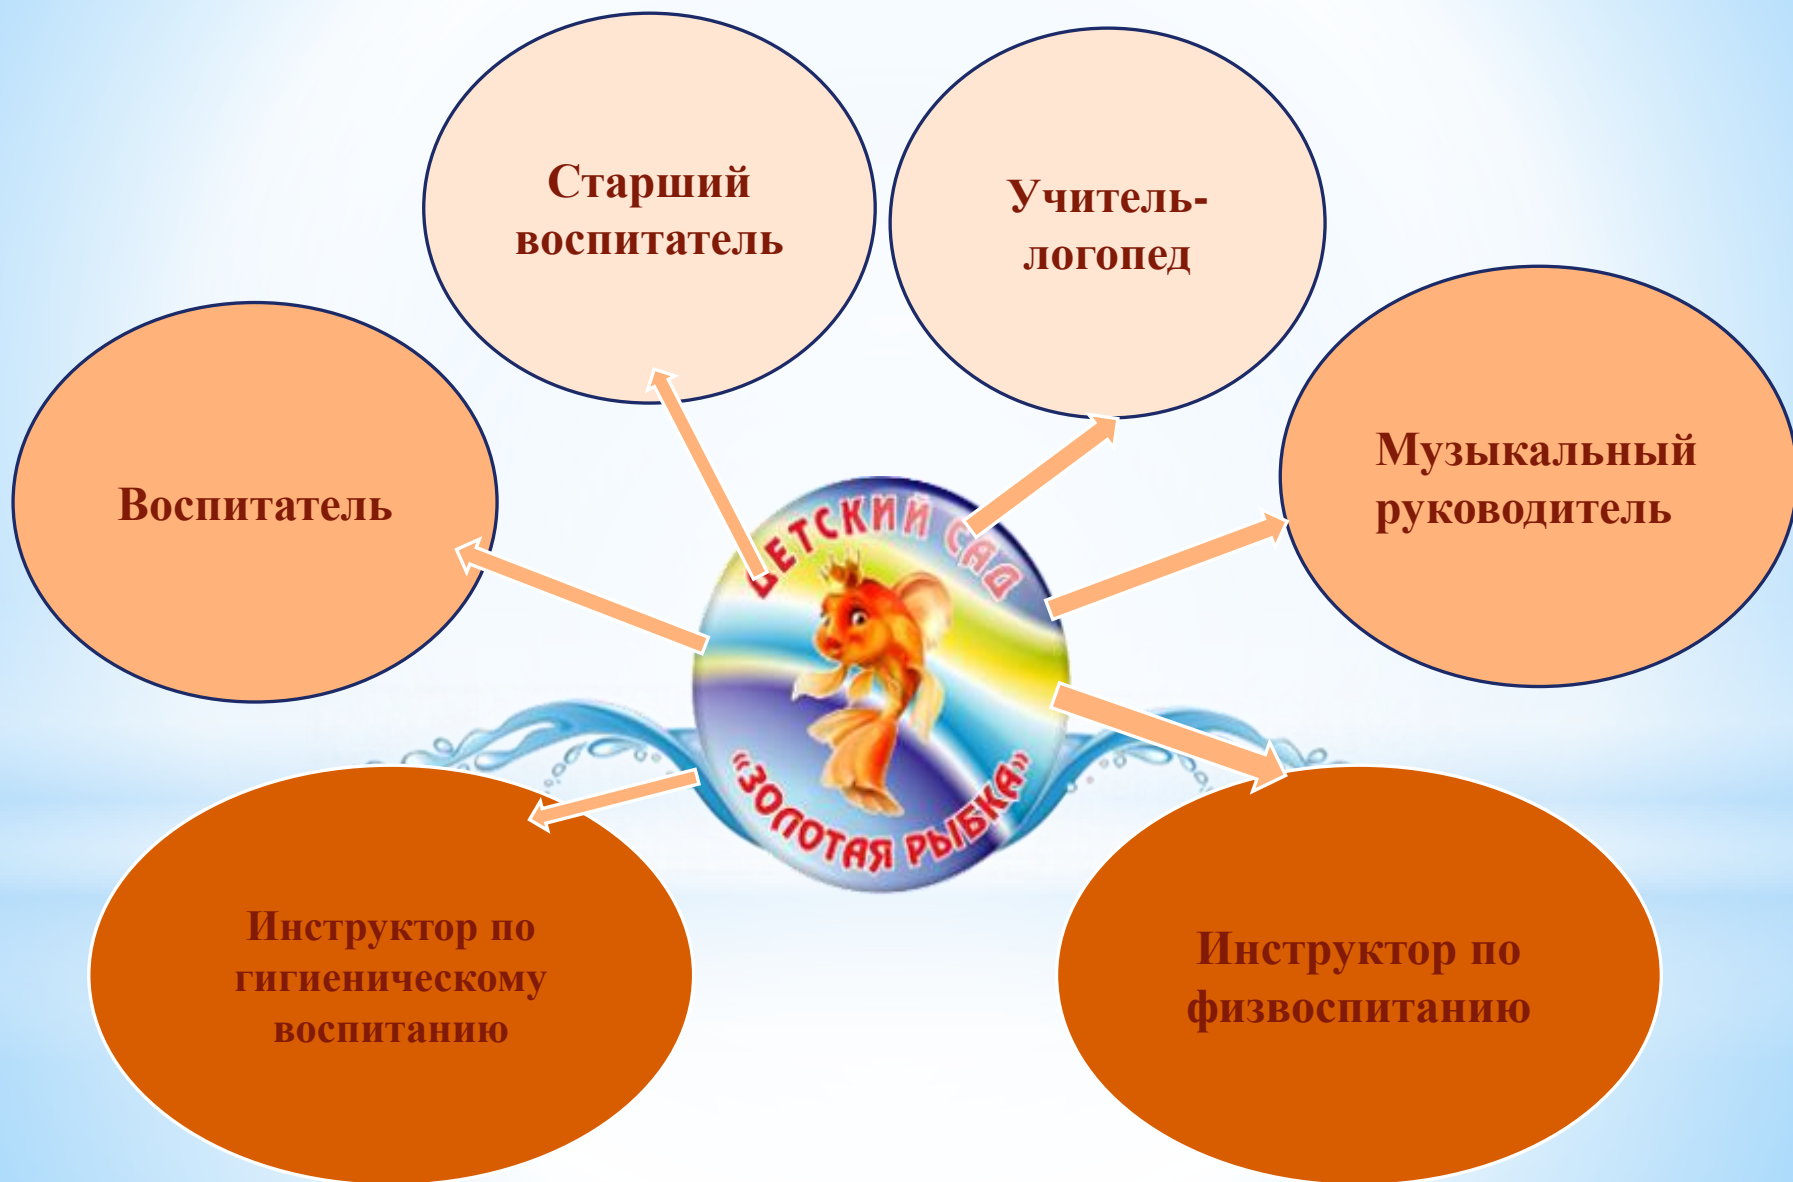 Старший
воспитатель
Учитель-
логопед
Музыкальный
руководитель
Воспитатель
ДЕТСКИЙ САД
«ЗОЛОТАЯ РЫБКА»
Инструктор по
гигиеническому
воспитанию
Инструктор по
физвоспитанию